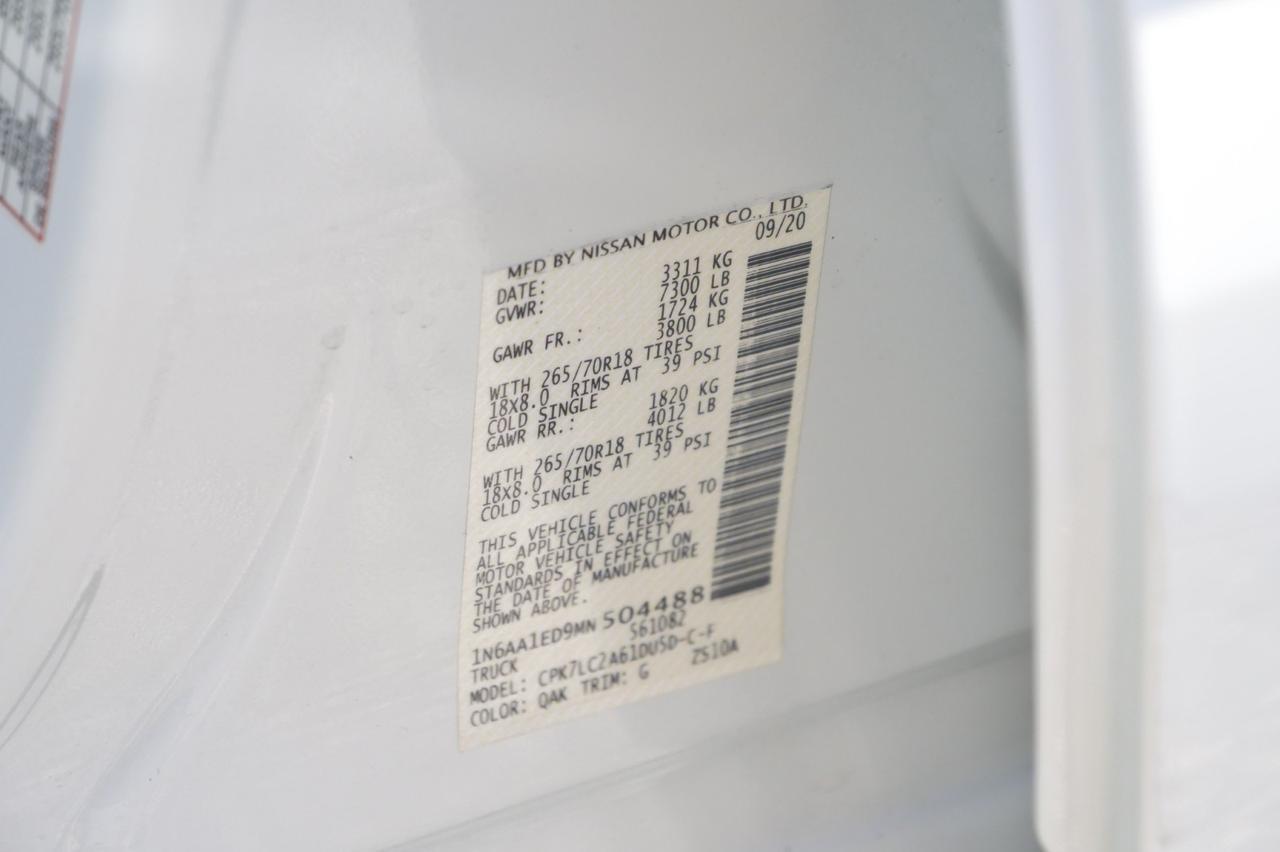 MFD BY NISSAN MOTOR CO., LTD.
DATE: 09/20
GVWR: 3311 KG
7300 LB
GAWR FR.: 1724 KG
3800 LB
WITH 265/70R18 TIRES
18X8.0 RIMS AT 39 PSI
COLD SINGLE
GAWR RR.: 1820 KG
4012 LB
WITH 265/70R18 TIRES
18X8.0 RIMS AT 39 PSI
COLD SINGLE
THIS VEHICLE CONFORMS TO
ALL APPLICABLE FEDERAL
MOTOR VEHICLE SAFETY
STANDARDS IN EFFECT ON
THE DATE OF MANUFACTURE
SHOWN ABOVE.
1N6AA1ED9MN 504488
TRUCK S61082
MODEL: CPK7LC2A61DU5D-C-F
COLOR: QAK TRIM: G ZS10A